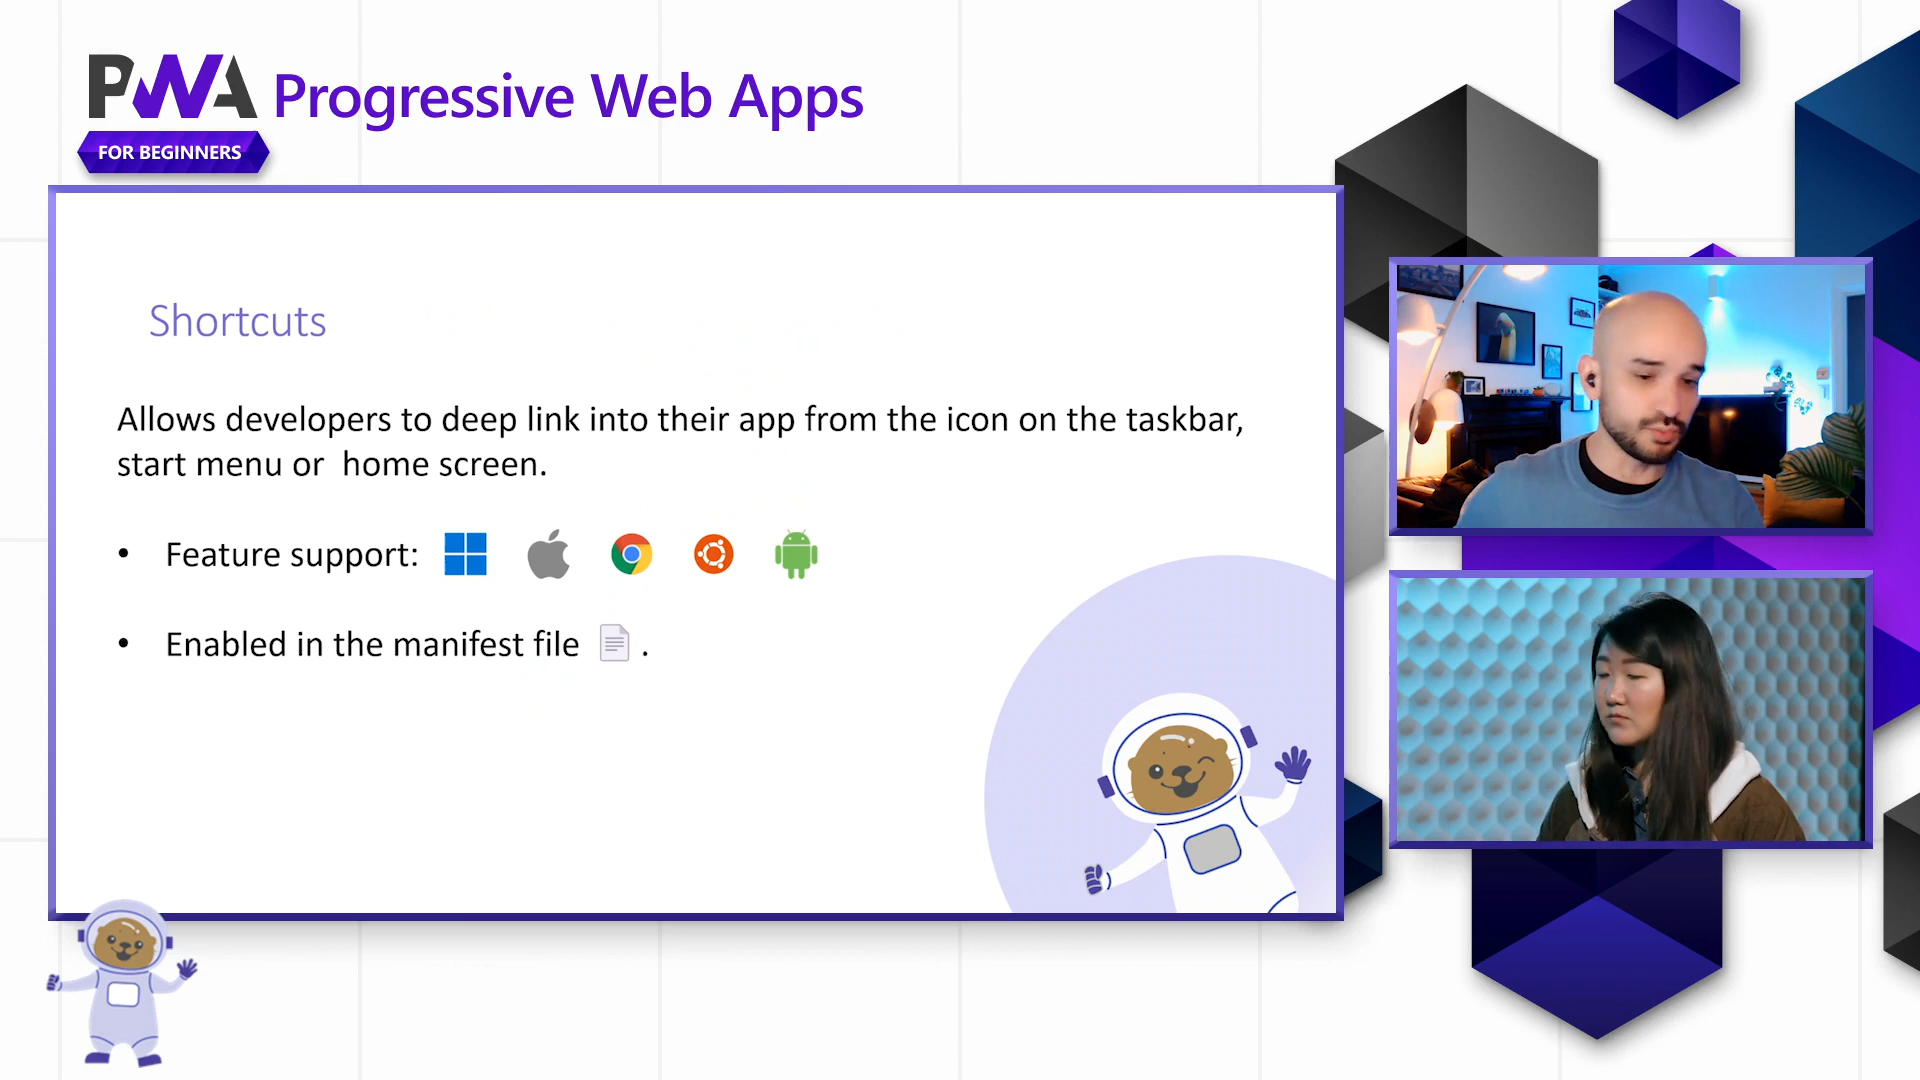 PWA Progressive Web Apps
FOR BEGINNERS
Shortcuts
Allows developers to deep link into their app from the icon on the taskbar,
start menu or home screen.
• Feature support:
• Enabled in the manifest file .